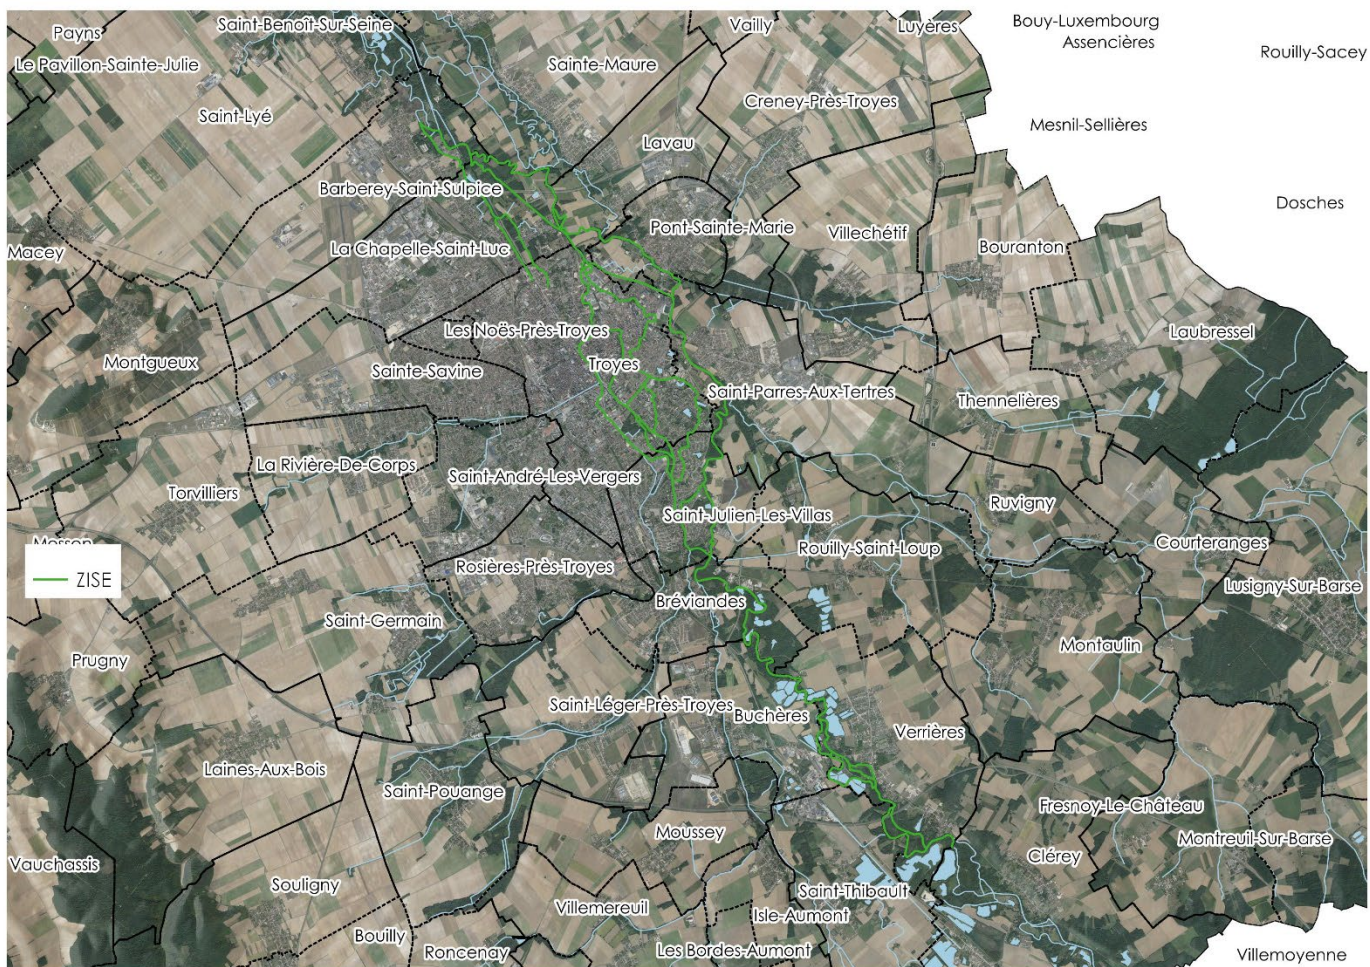 Payns
Saint-Benoît-Sur-Seine
Vailly
Luyères
Bouy-Luxembourg
Assencières
Rouilly-Sacey
Le Pavillon-Sainte-Julie
Sainte-Maure
Saint-Lyé
Creney-Près-Troyes
Mesnil-Sellières
Lavau
Barberey-Saint-Sulpice
Dosches
La Chapelle-Saint-Luc
Pont-Sainte-Marie
Villechétif
Bouranton
Macey
Les Noës-Près-Troyes
Laubressel
Montgueux
Sainte-Savine
Troyes
Saint-Parres-Aux-Tertres
Thennelières
La Rivière-De-Corps
Saint-André-Les-Vergers
Torvilliers
Ruvigny
Saint-Julien-Les-Villas
Rouilly-Saint-Loup
Courteranges
Messon
ZISE
Rosières-Près-Troyes
Lusigny-Sur-Barse
Bréviandes
Saint-Germain
Montaulin
Prugny
Saint-Léger-Près-Troyes
Buchères
Verrières
Laines-Aux-Bois
Saint-Pouange
Fresnoy-Le-Château
Moussey
Montreuil-Sur-Barse
Vauchassis
Clérey
Souligny
Saint-Thibault
Villemereuil
Isle-Aumont
Bouilly
Roncenay
Les Bordes-Aumont
Villemoyenne